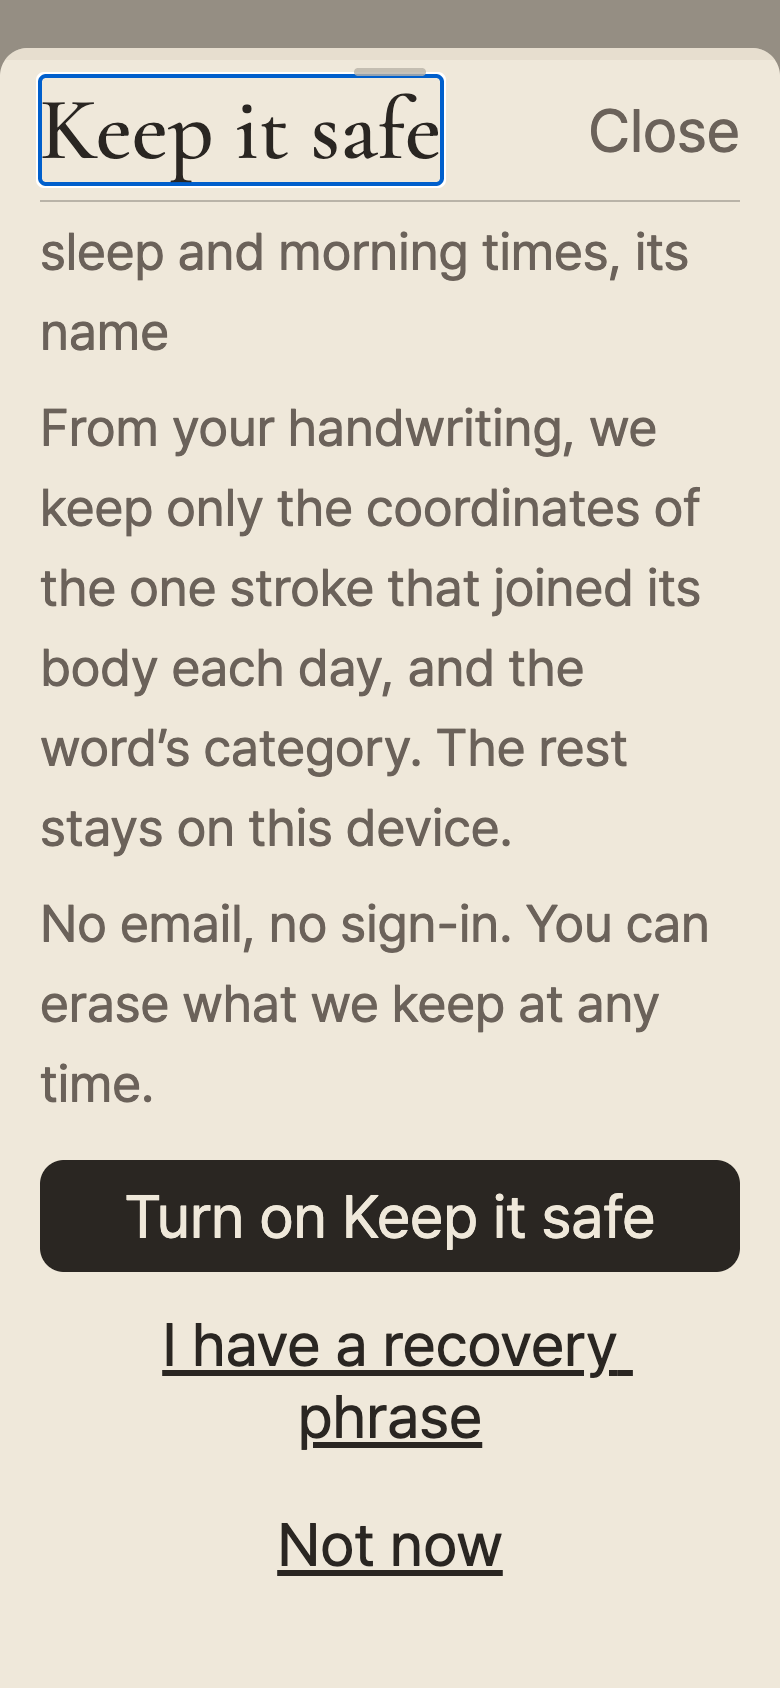 Keep it safe
Close
sleep and morning times, its
name
From your handwriting, we
keep only the coordinates of
the one stroke that joined its
body each day, and the
word’s category. The rest
stays on this device.
No email, no sign-in. You can
erase what we keep at any
time.
Turn on Keep it safe
I have a recovery
phrase
Not now